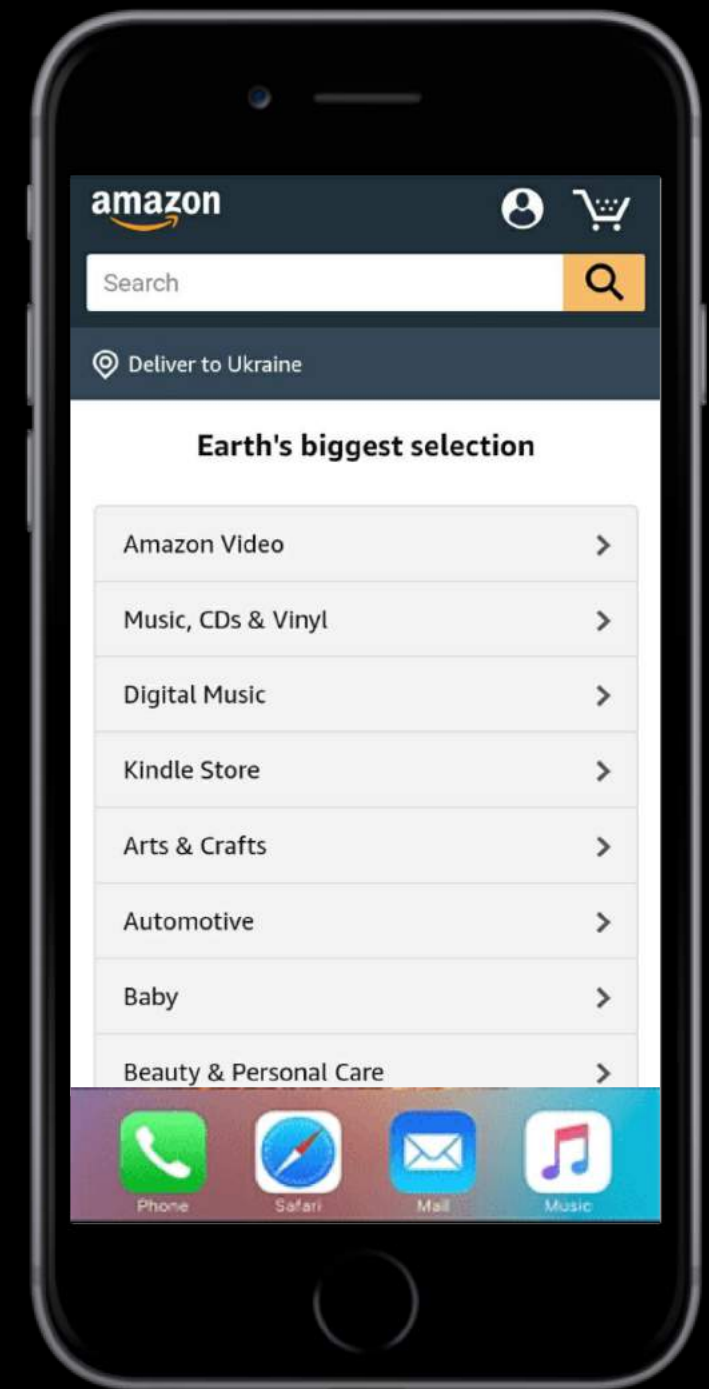 amazon
Search
Deliver to Ukraine
Earth's biggest selection
Amazon Video
Music, CDs & Vinyl
Digital Music
Kindle Store
Arts & Crafts
Automotive
Baby
Beauty & Personal Care
Phone Safari Mail Music